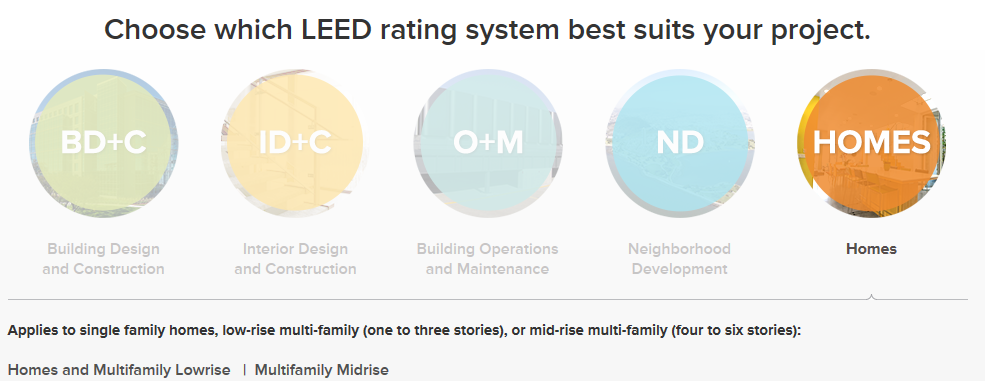 Choose which LEED rating system best suits your project.
BD+C ID+C O+M ND HOMES
Building Design Interior Design Building Operations Neighborhood Homes
and Construction and Construction and Maintenance Development
Applies to single family homes, low-rise multi-family (one to three stories), or mid-rise multi-family (four to six stories):
Homes and Multifamily Lowrise | Multifamily Midrise